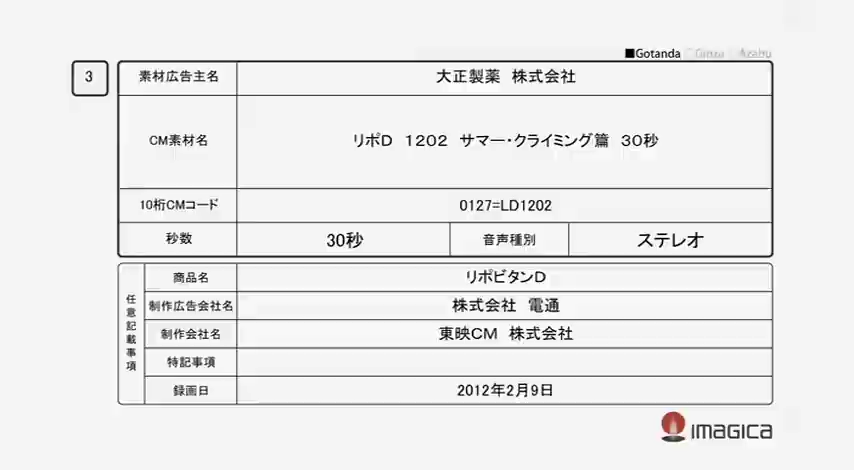 ■Gotanda □Ginza □Azabu
3
素材広告主名 大正製薬 株式会社
CM素材名 リポD 1202 サマー・クライミング篇 30秒
10桁CMコード 0127=LD1202
秒数 30秒 音声種別 ステレオ
任意記載事項
商品名 リポビタンD
制作広告会社名 株式会社 電通
制作会社名 東映CM 株式会社
特記事項
録画日 2012年2月9日
IMAGICA